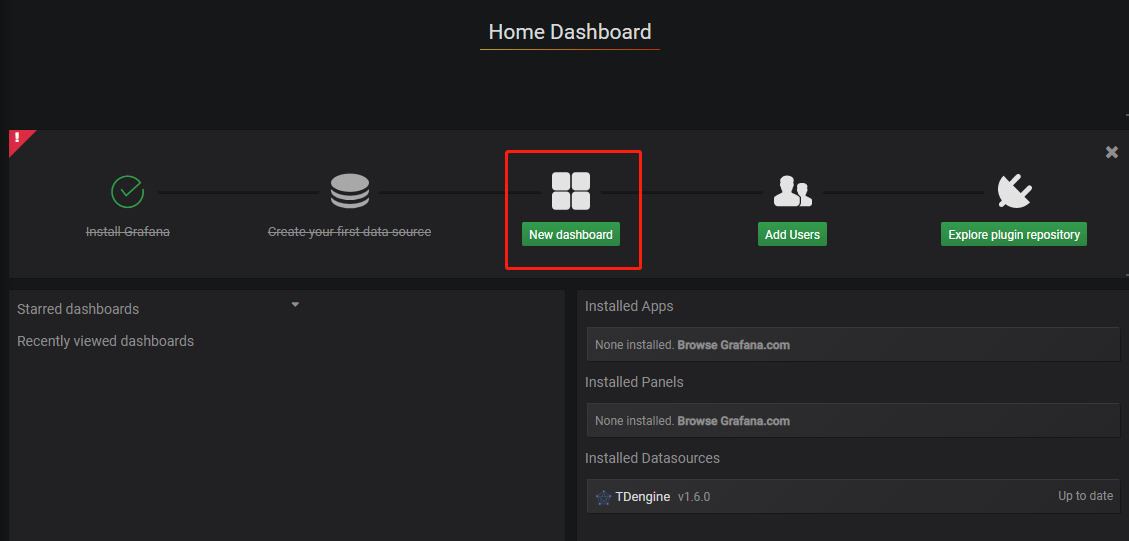 Home Dashboard
!
Install Grafana
Create your first data source
New dashboard
Add Users
Explore plugin repository
Starred dashboards
Recently viewed dashboards
Installed Apps
None installed. Browse Grafana.com
Installed Panels
None installed. Browse Grafana.com
Installed Datasources
TDengine v1.6.0 Up to date